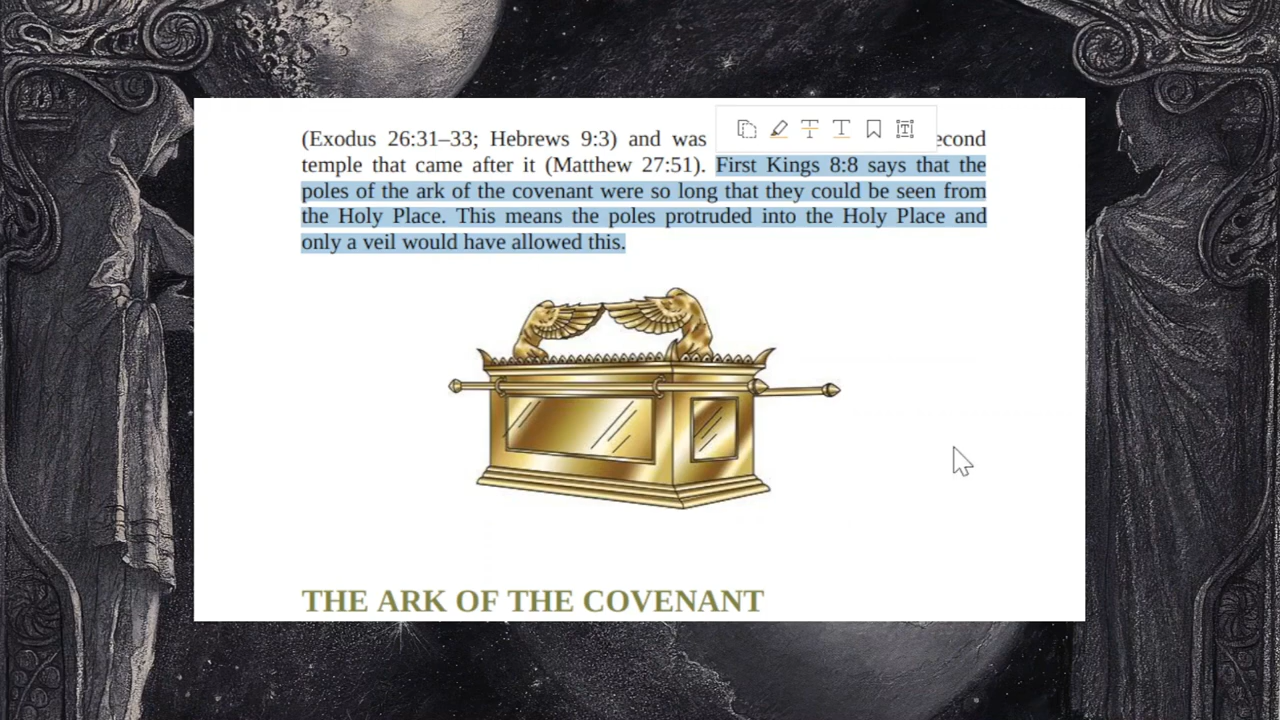 (Exodus 26:31–33; Hebrews 9:3) and was econd
temple that came after it (Matthew 27:51). First Kings 8:8 says that the
poles of the ark of the covenant were so long that they could be seen from
the Holy Place. This means the poles protruded into the Holy Place and
only a veil would have allowed this.
THE ARK OF THE COVENANT